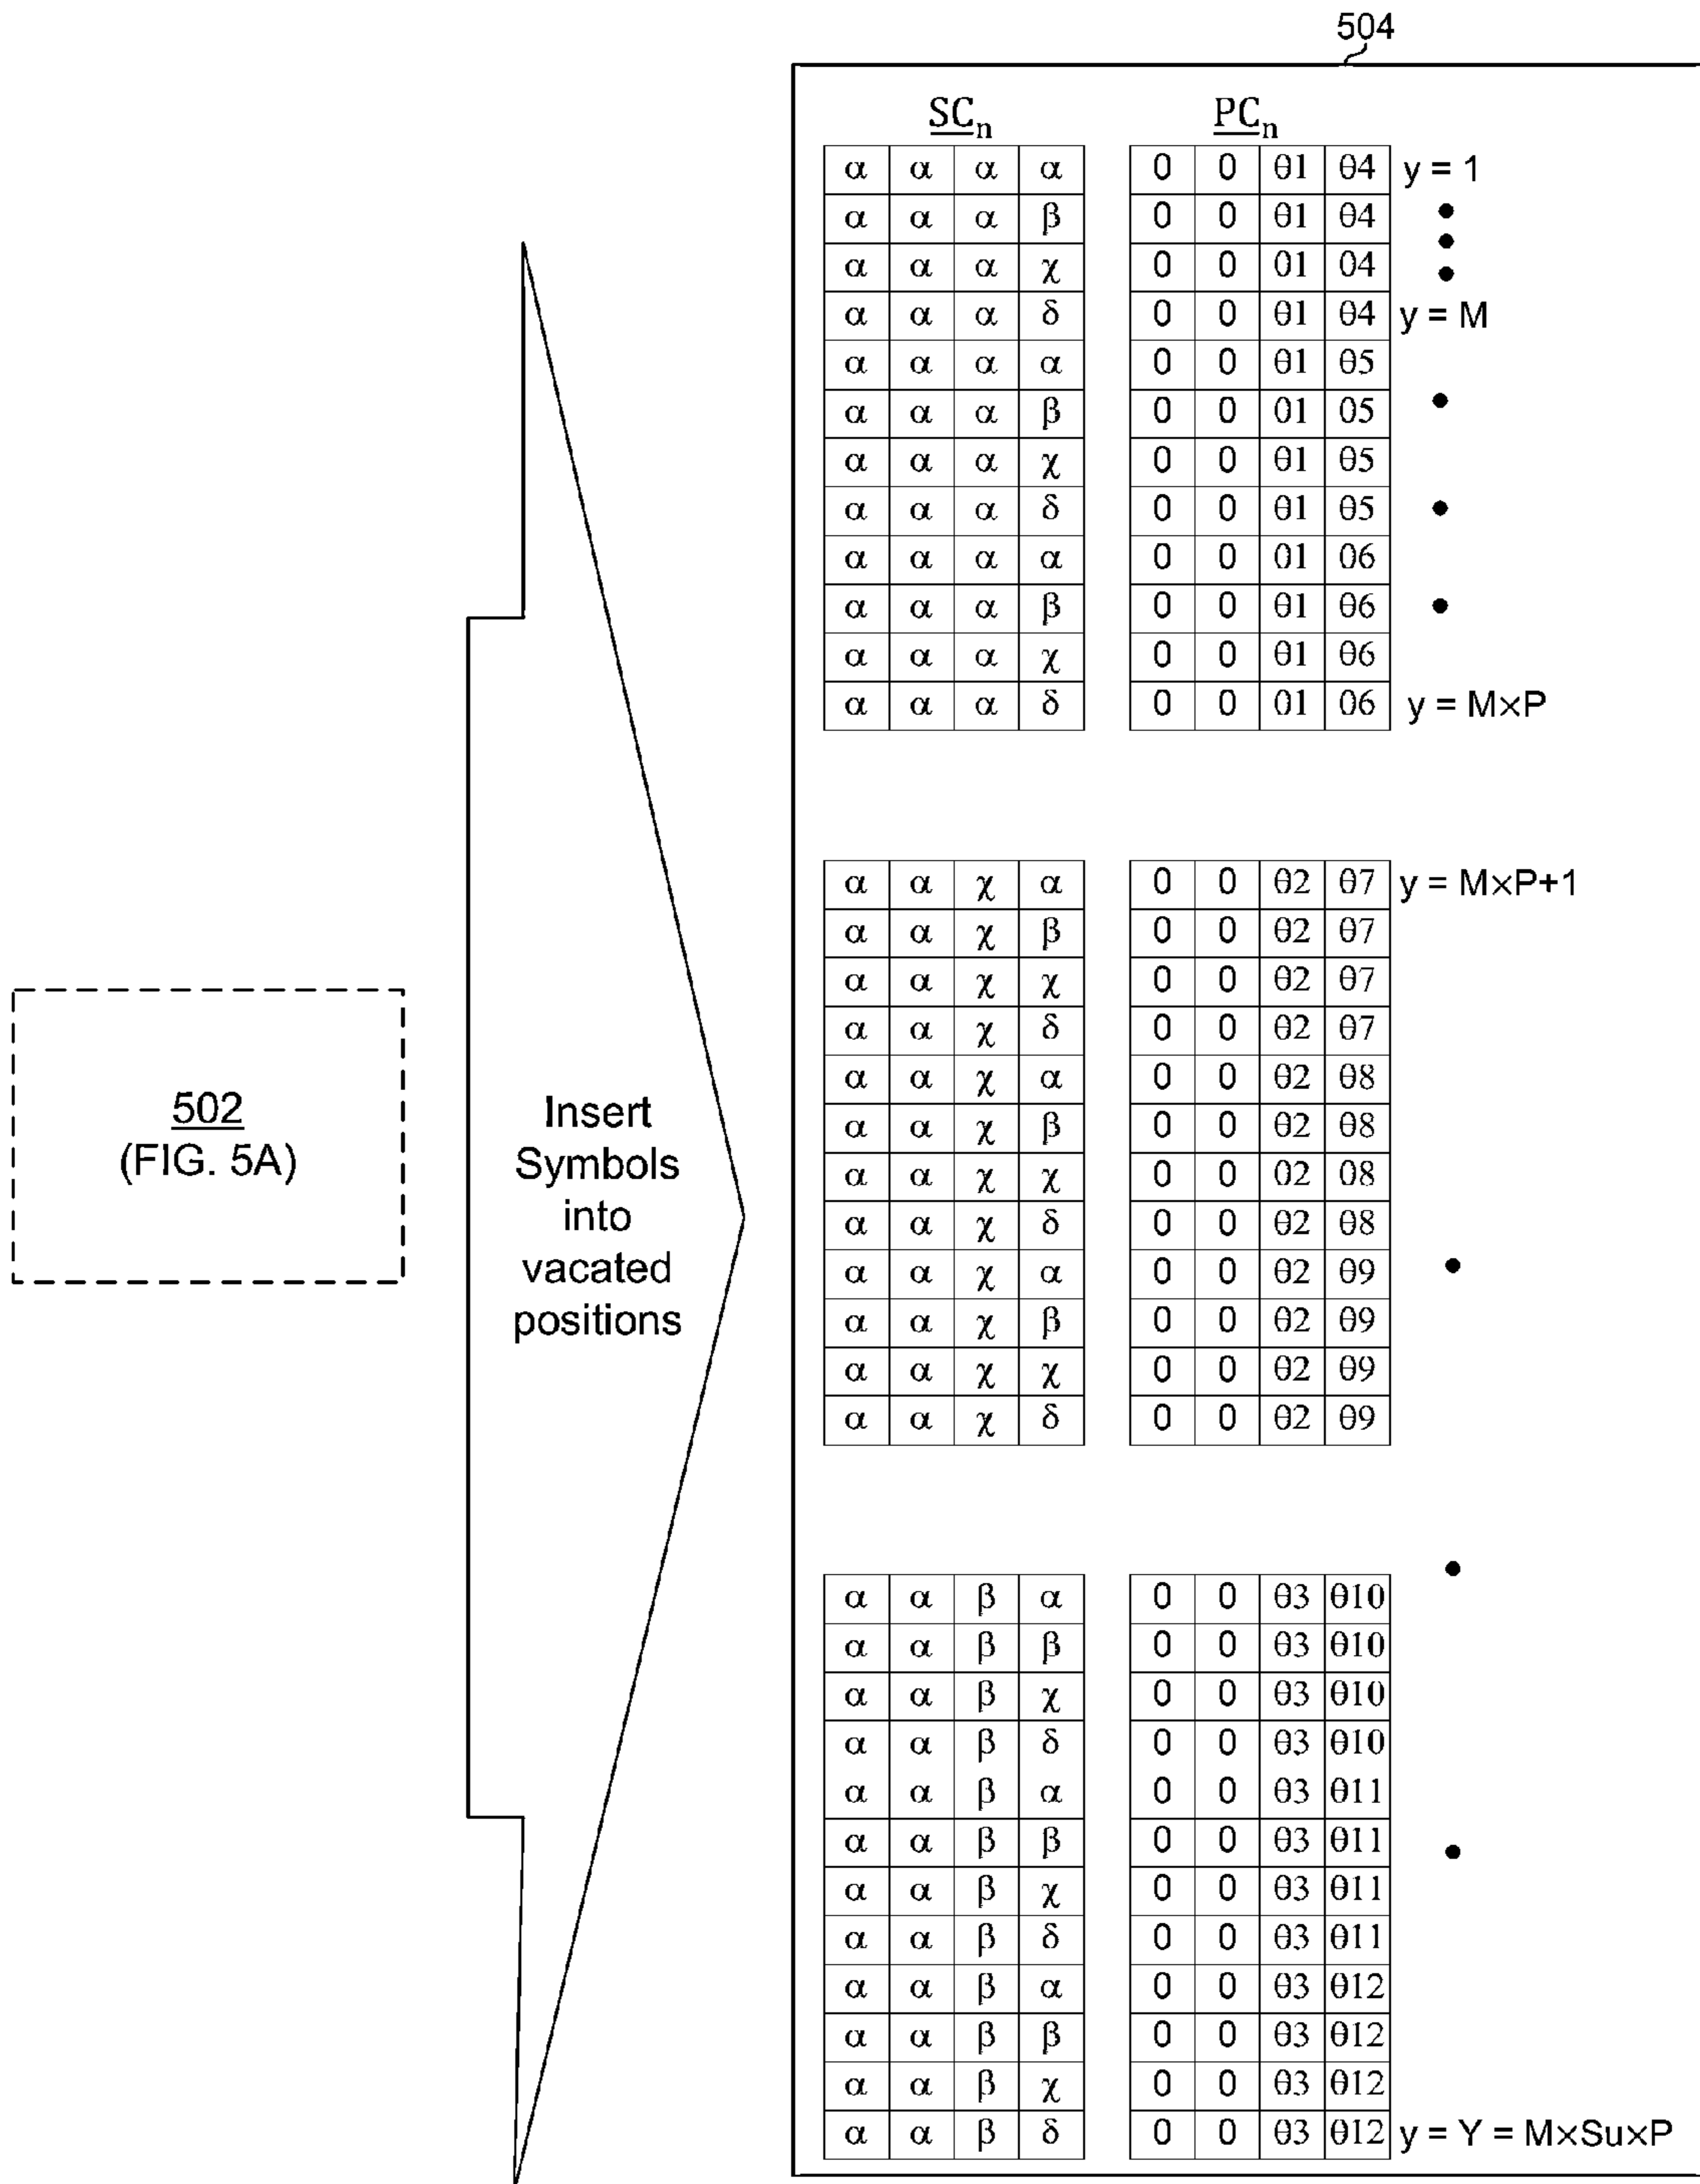 504
SCn PCn
α α α α 0 0 θ1 θ4 y = 1
α α α β 0 0 θ1 θ4
α α α χ 0 0 θ1 θ4
α α α δ 0 0 θ1 θ4 y = M
α α α α 0 0 θ1 θ5
α α α β 0 0 θ1 θ5
α α α χ 0 0 θ1 θ5
α α α δ 0 0 θ1 θ5
α α α α 0 0 θ1 θ6
α α α β 0 0 θ1 θ6
α α α χ 0 0 θ1 θ6
α α α δ 0 0 θ1 θ6 y = M×P
α α χ α 0 0 θ2 θ7 y = M×P+1
α α χ β 0 0 θ2 θ7
α α χ χ 0 0 θ2 θ7
α α χ δ 0 0 θ2 θ7
α α χ α 0 0 θ2 θ8
α α χ β 0 0 θ2 θ8
α α χ χ 0 0 θ2 θ8
α α χ δ 0 0 θ2 θ8
α α χ α 0 0 θ2 θ9
α α χ β 0 0 θ2 θ9
α α χ χ 0 0 θ2 θ9
α α χ δ 0 0 θ2 θ9
α α β α 0 0 θ3 θ10
α α β β 0 0 θ3 θ10
α α β χ 0 0 θ3 θ10
α α β δ 0 0 θ3 θ10
α α β α 0 0 θ3 θ11
α α β β 0 0 θ3 θ11
α α β χ 0 0 θ3 θ11
α α β δ 0 0 θ3 θ11
α α β α 0 0 θ3 θ12
α α β β 0 0 θ3 θ12
α α β χ 0 0 θ3 θ12
α α β δ 0 0 θ3 θ12 y = Y = M×Su×P
502
(FIG. 5A)
Insert
Symbols
into
vacated
positions